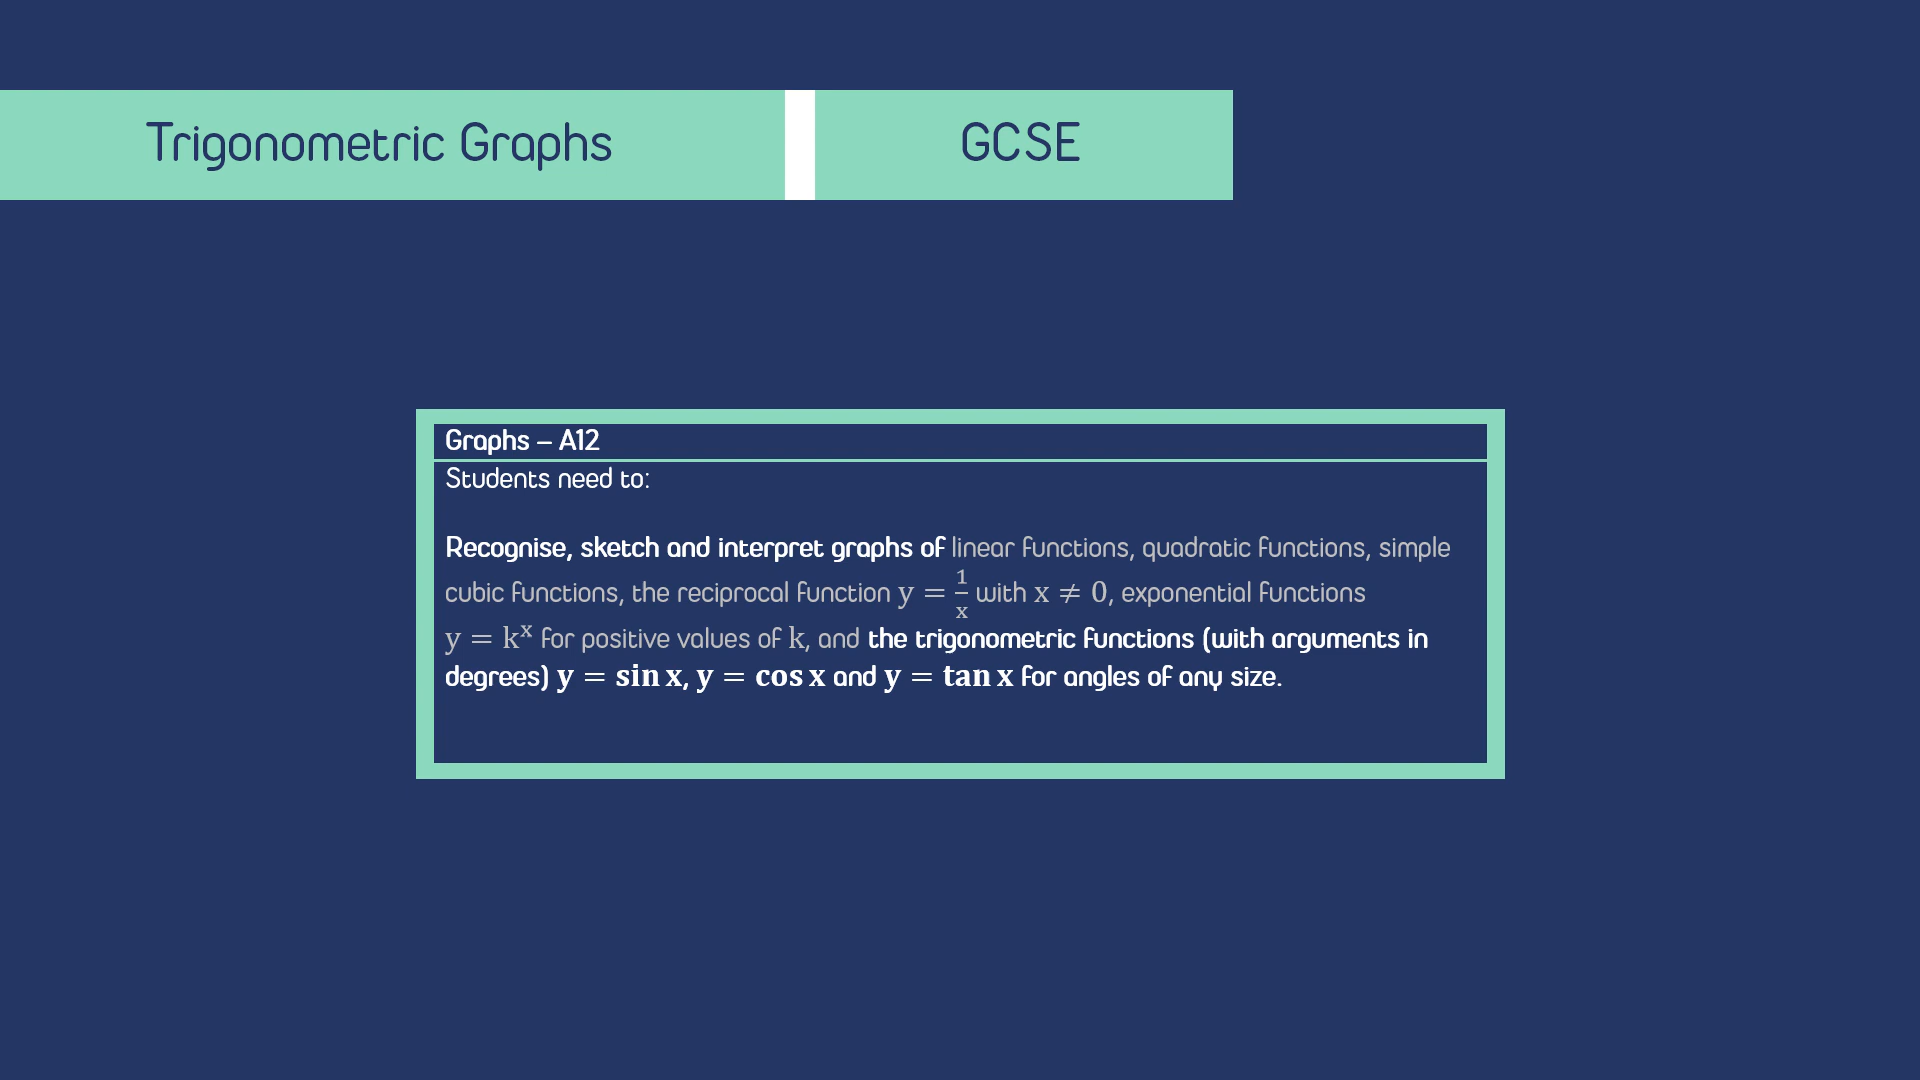 Trigonometric Graphs
GCSE
Graphs – A12
Students need to:
Recognise, sketch and interpret graphs of linear functions, quadratic functions, simple
cubic functions, the reciprocal function y = 1/x with x ≠ 0, exponential functions
y = kˣ for positive values of k, and the trigonometric functions (with arguments in
degrees) y = sin x, y = cos x and y = tan x for angles of any size.